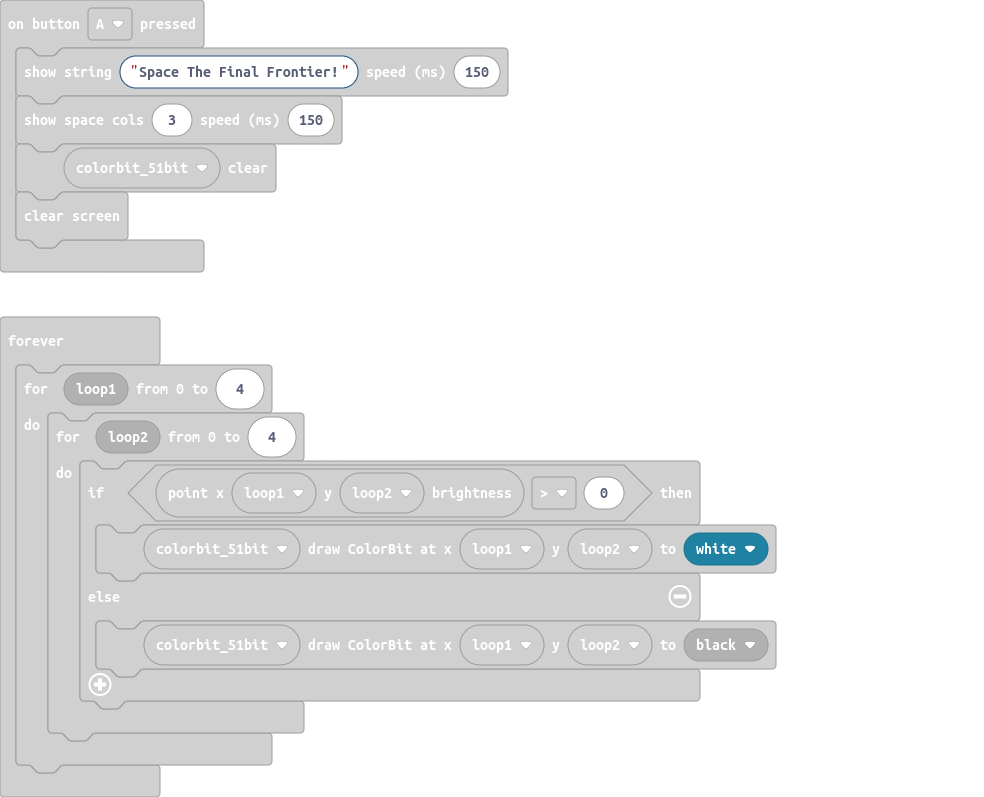 on button A pressed
show string "Space The Final Frontier!" speed (ms) 150
show space cols 3 speed (ms) 150
colorbit_51bit clear
clear screen
forever
for loop1 from 0 to 4
do
for loop2 from 0 to 4
do
if point x loop1 y loop2 brightness > 0 then
colorbit_51bit draw ColorBit at x loop1 y loop2 to white
else
colorbit_51bit draw ColorBit at x loop1 y loop2 to black